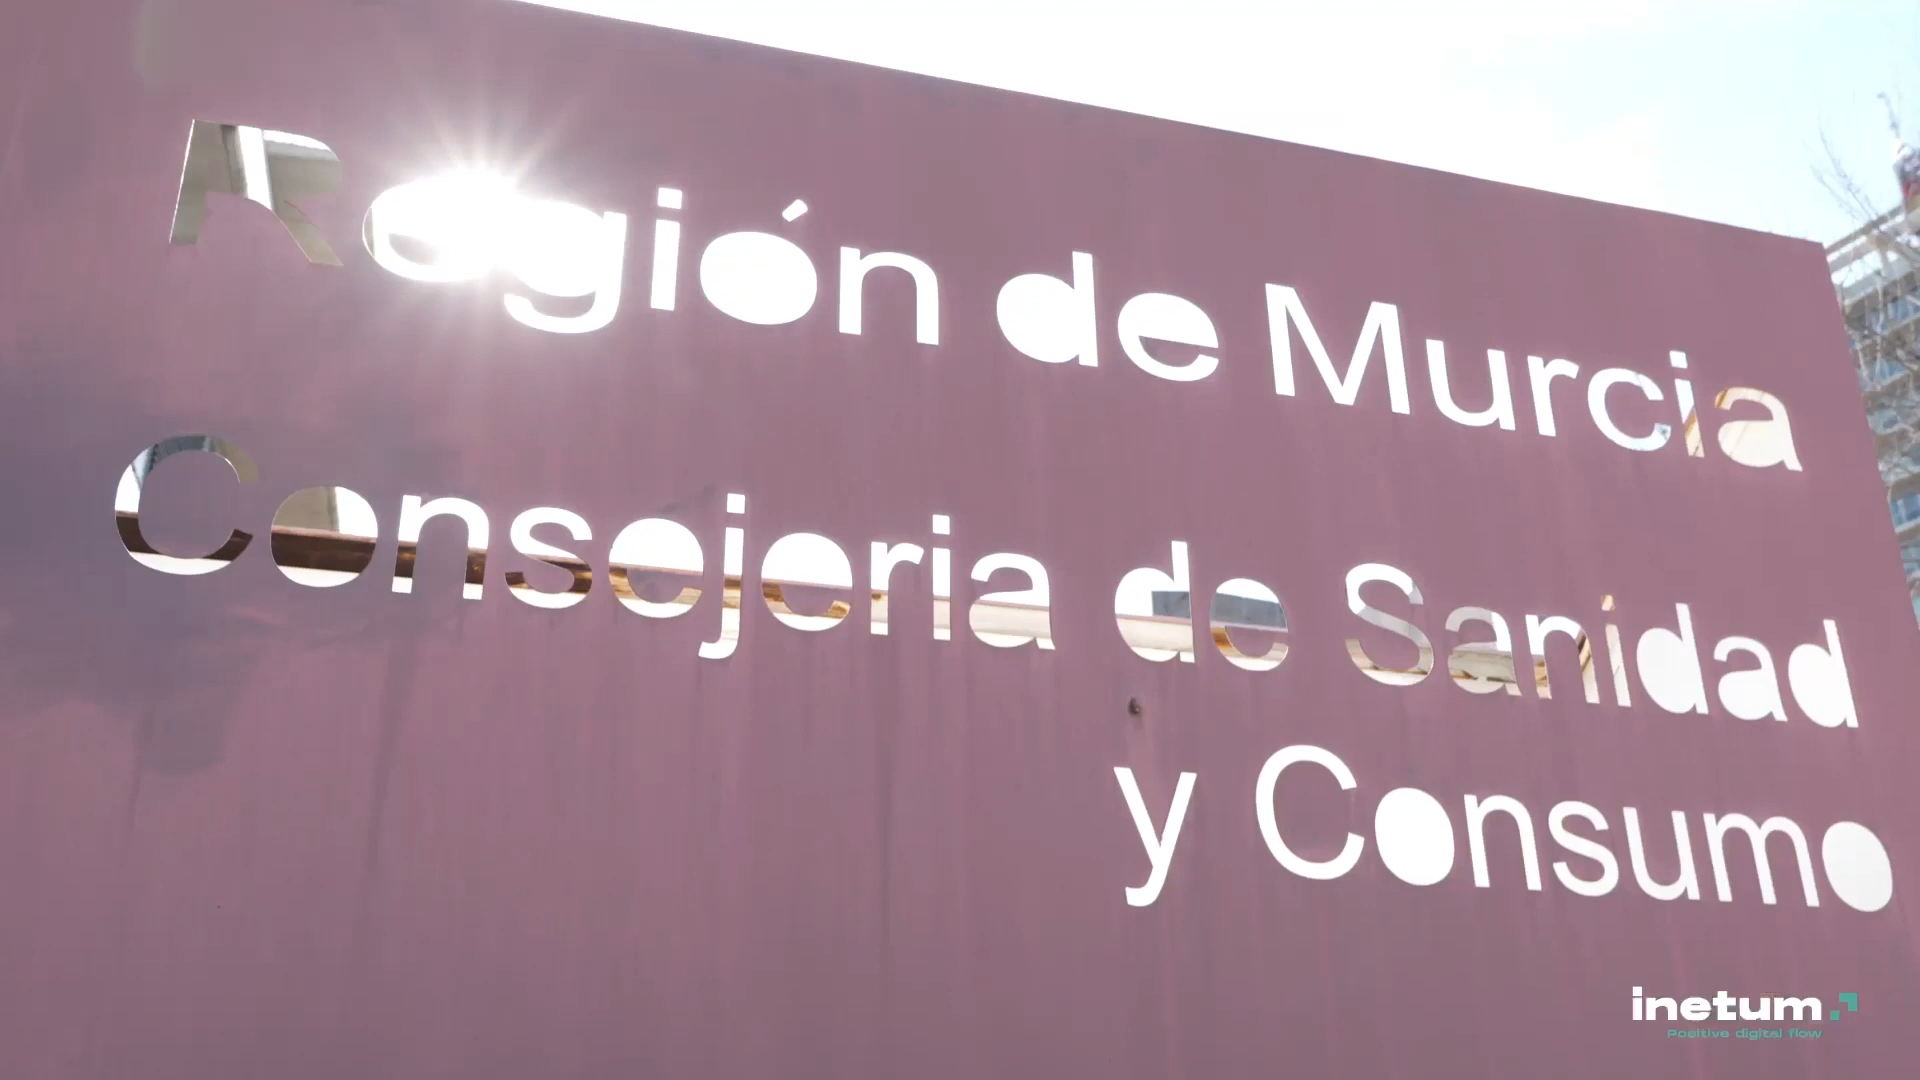 Región de Murcia
Consejeria de Sanidad
y Consumo
inetum.
Positive digital flow